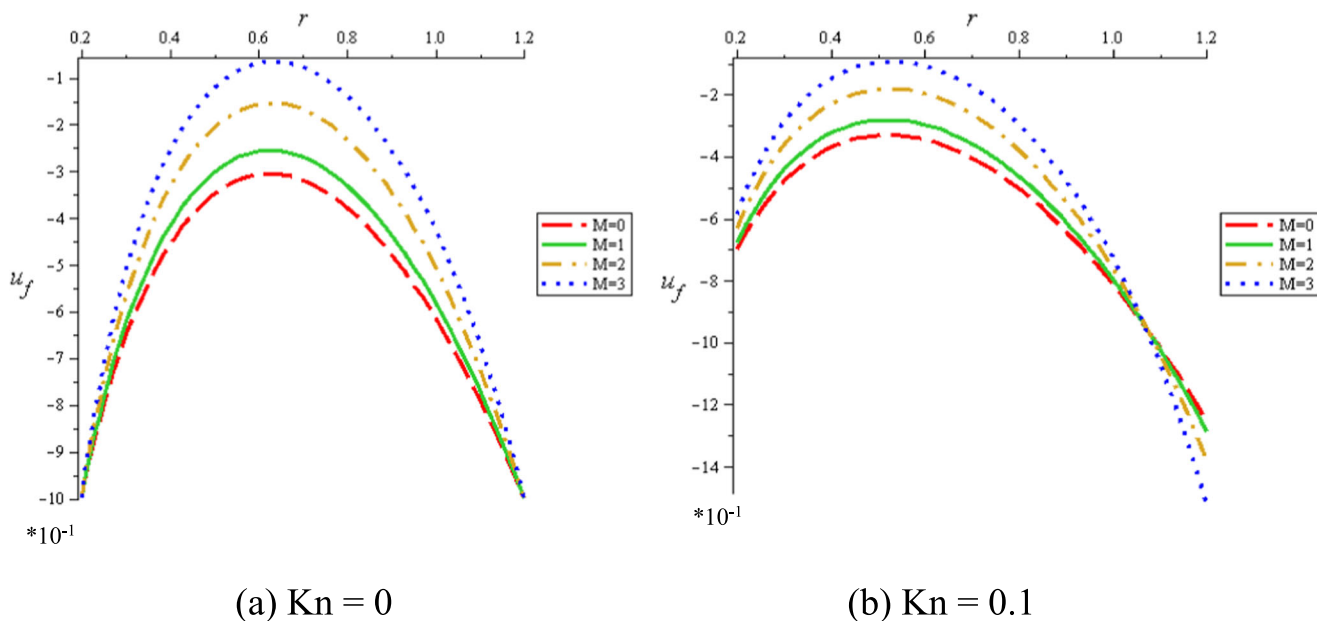 r
0.2 0.4 0.6 0.8 1.0 1.2
-1
-2
-3
-4
-5
u_f
-6
-7
-8
-9
-10
*10⁻¹
M=0
M=1
M=2
M=3
(a) Kn = 0
r
0.2 0.4 0.6 0.8 1.0 1.2
-2
-4
-6
u_f
-8
-10
-12
-14
*10⁻¹
M=0
M=1
M=2
M=3
(b) Kn = 0.1